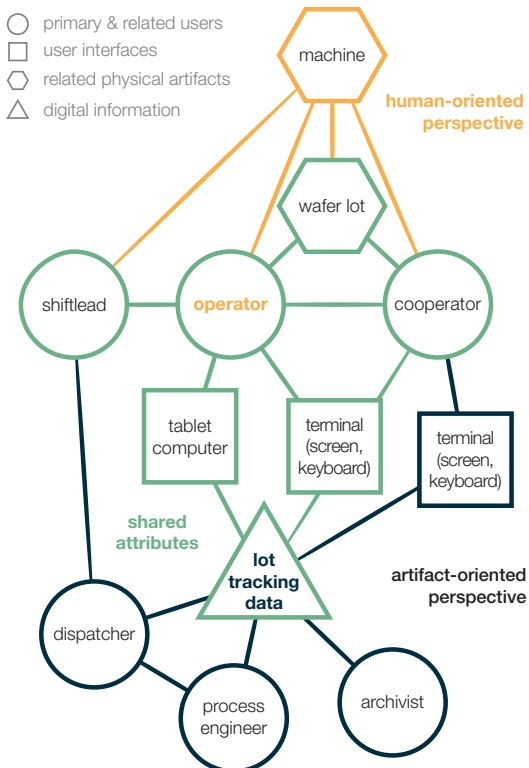 primary & related users
user interfaces
related physical artifacts
digital information
machine
human-oriented
perspective
wafer lot
shiftlead
operator
cooperator
tablet
computer
terminal
(screen,
keyboard)
terminal
(screen,
keyboard)
shared
attributes
lot
tracking
data
artifact-oriented
perspective
dispatcher
process
engineer
archivist